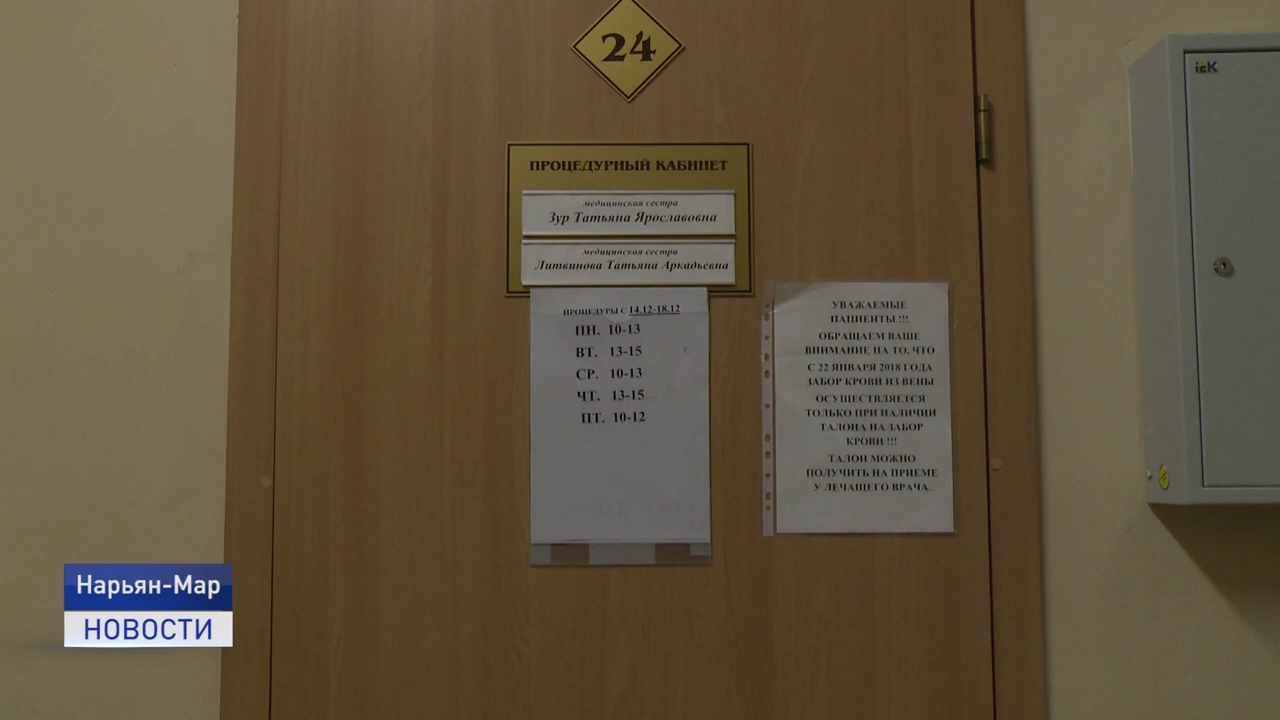 24
ПРОЦЕДУРНЫЙ КАБИНЕТ
медицинская сестра
Зур Татьяна Ярославовна
медицинская сестра
Литвинова Татьяна Аркадьевна
ПРОЦЕДУРЫ С 14.12-18.12
ПН. 10-13
ВТ. 13-15
СР. 10-13
ЧТ. 13-15
ПТ. 10-12
УВАЖАЕМЫЕ
ПАЦИЕНТЫ !!!
ОБРАЩАЕМ ВАШЕ
ВНИМАНИЕ НА ТО, ЧТО
С 22 ЯНВАРЯ 2018 ГОДА
ЗАБОР КРОВИ ИЗ ВЕНЫ
ОСУЩЕСТВЛЯЕТСЯ
ТОЛЬКО ПРИ НАЛИЧИИ
ТАЛОНА НА ЗАБОР
КРОВИ !!!
ТАЛОН МОЖНО
ПОЛУЧИТЬ НА ПРИЕМЕ
У ЛЕЧАЩЕГО ВРАЧА.
iEK
Нарьян-Мар
НОВОСТИ